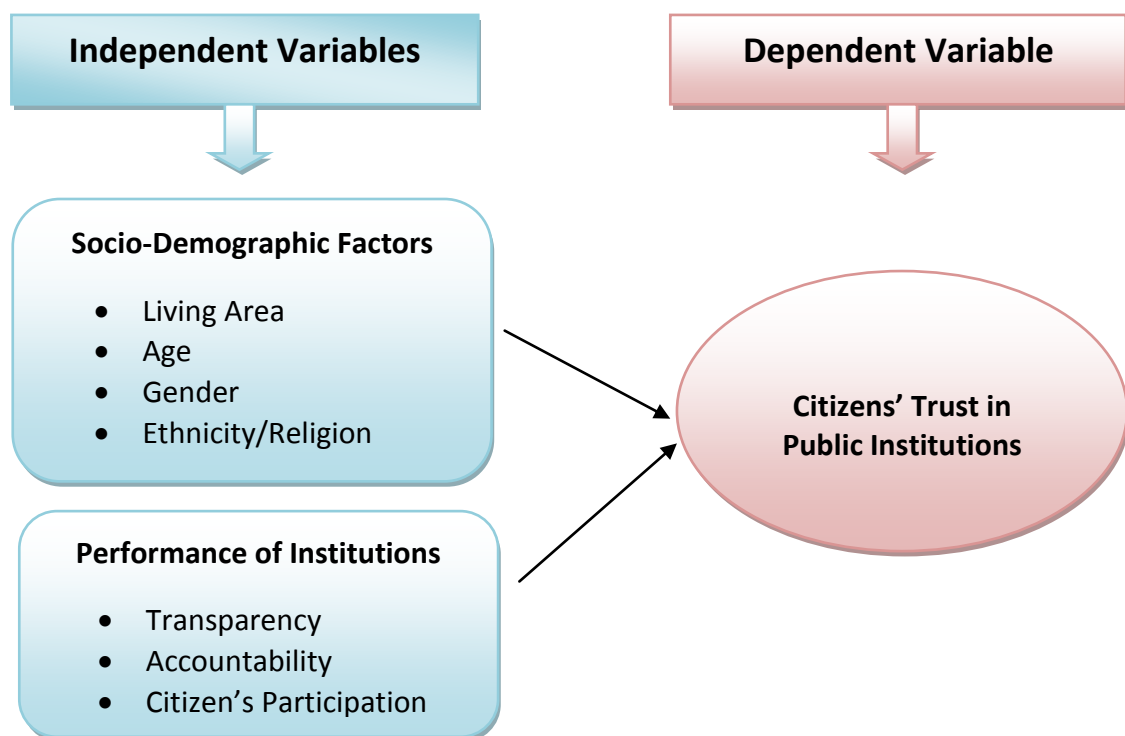 Independent Variables
Dependent Variable
Socio-Demographic Factors
• Living Area
• Age
• Gender
• Ethnicity/Religion
Citizens’ Trust in
Public Institutions
Performance of Institutions
• Transparency
• Accountability
• Citizen’s Participation